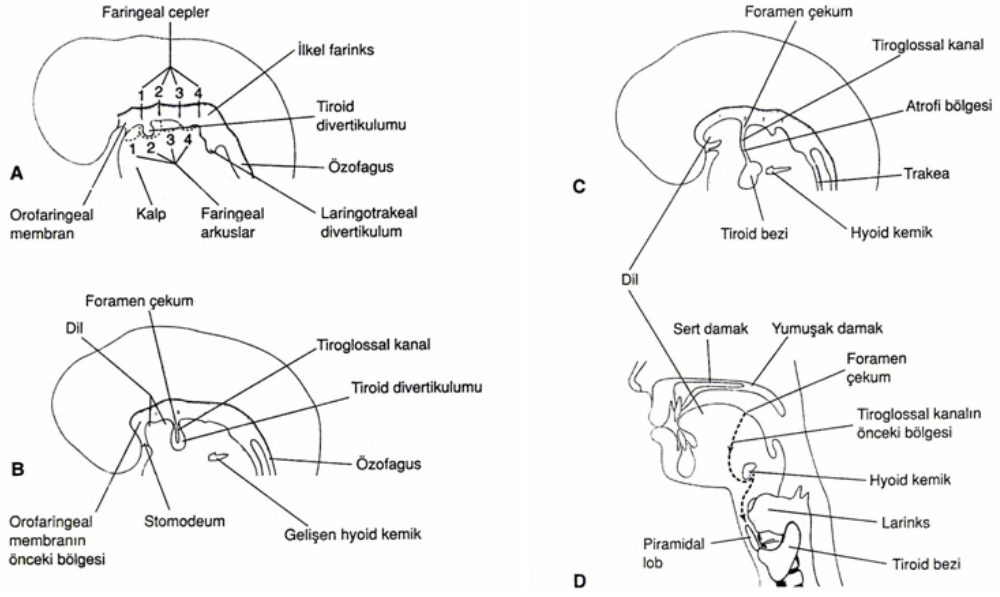 Faringeal cepler
İlkel farinks
1 2 3 4
Tiroid
divertikulumu
1 2 3 4
Özofagus
A
Orofaringeal
membran
Kalp
Faringeal
arkuslar
Laringotrakeal
divertikulum
Foramen çekum
Dil
Tiroglossal kanal
Tiroid divertikulumu
B
Özofagus
Orofaringeal
membranın
önceki bölgesi
Stomodeum
Gelişen hyoid kemik
Foramen çekum
Tiroglossal kanal
Atrofi bölgesi
C
Trakea
Tiroid bezi
Hyoid kemik
Dil
Sert damak
Yumuşak damak
Foramen
çekum
Tiroglossal kanalın
önceki bölgesi
Hyoid kemik
Larinks
Piramidal
lob
Tiroid bezi
D